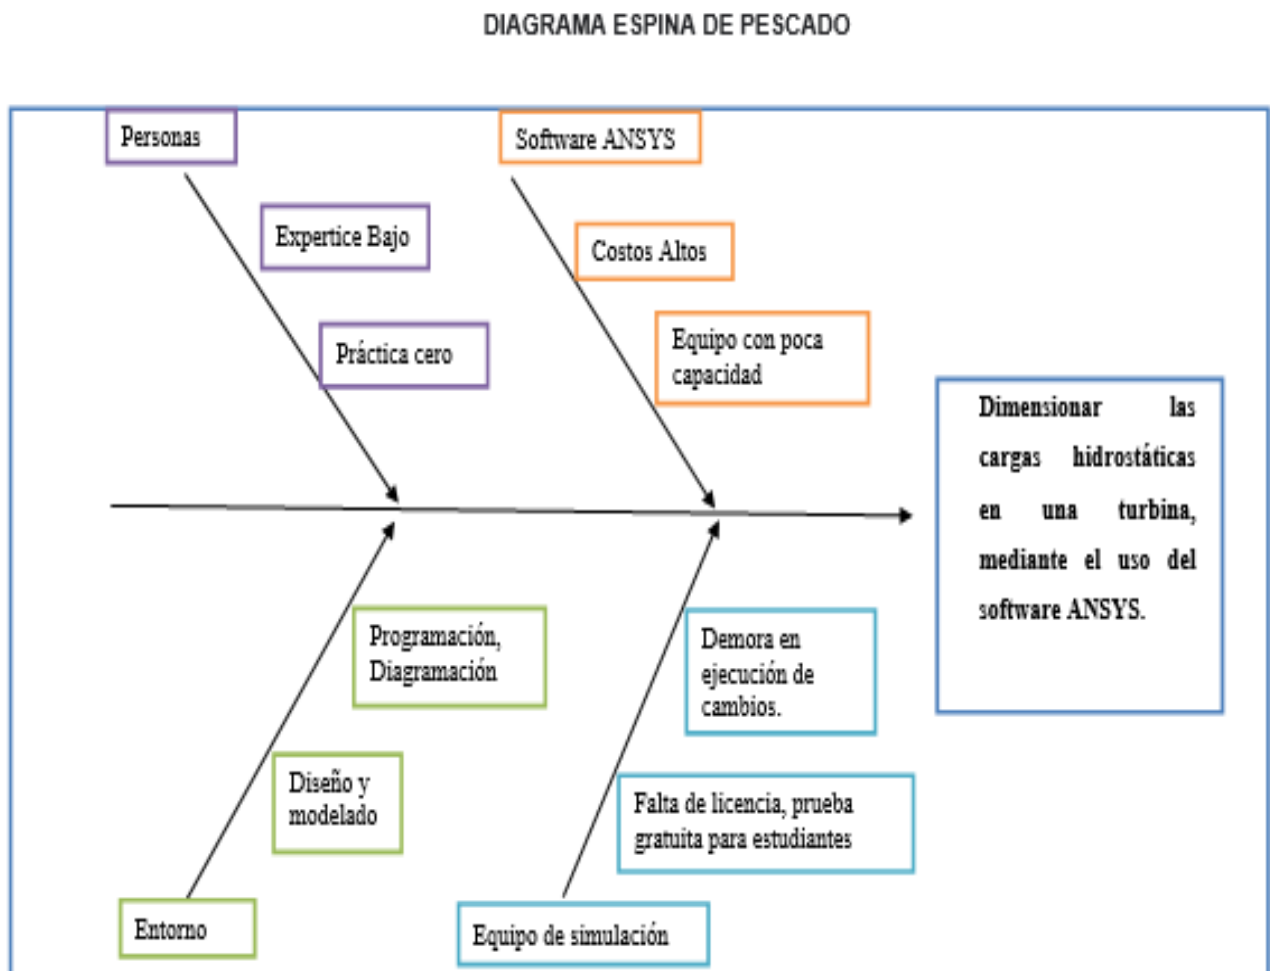 DIAGRAMA ESPINA DE PESCADO
Personas
Software ANSYS
Expertice Bajo
Costos Altos
Práctica cero
Equipo con poca
capacidad
Dimensionar las
cargas hidrostáticas
en una turbina,
mediante el uso del
software ANSYS.
Programación,
Diagramación
Demora en
ejecución de
cambios.
Diseño y
modelado
Falta de licencia, prueba
gratuita para estudiantes
Entorno
Equipo de simulación